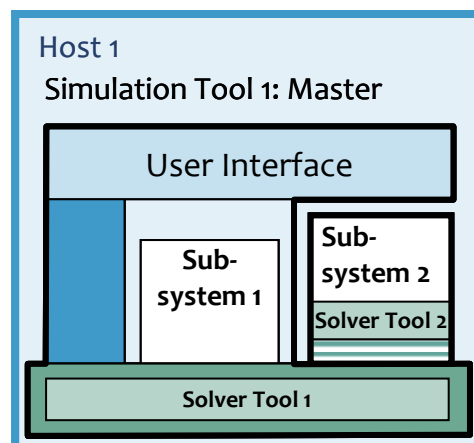 Host 1
Simulation Tool 1: Master
User Interface
Sub-
system 1
Sub-
system 2
Solver Tool 2
Solver Tool 1